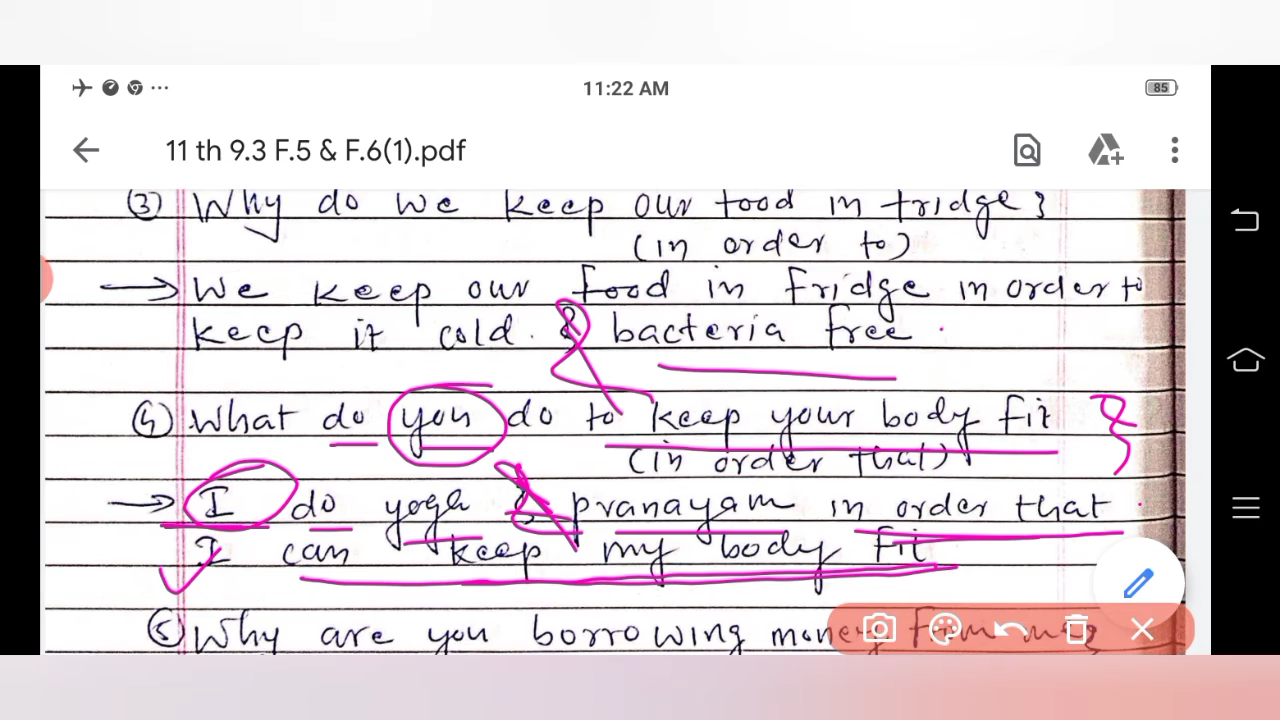 11:22 AM
85
11 th 9.3 F.5 & F.6(1).pdf
(3) Why do we keep our food in fridge?
(in order to)
→ We keep our food in fridge in order to
keep it cold. & bacteria free.
(4) What do you do to keep your body fit
(in order that)
→ I do yoga & pranayam in order that
I can keep my body fit
(5) Why are you borrowing money from me?